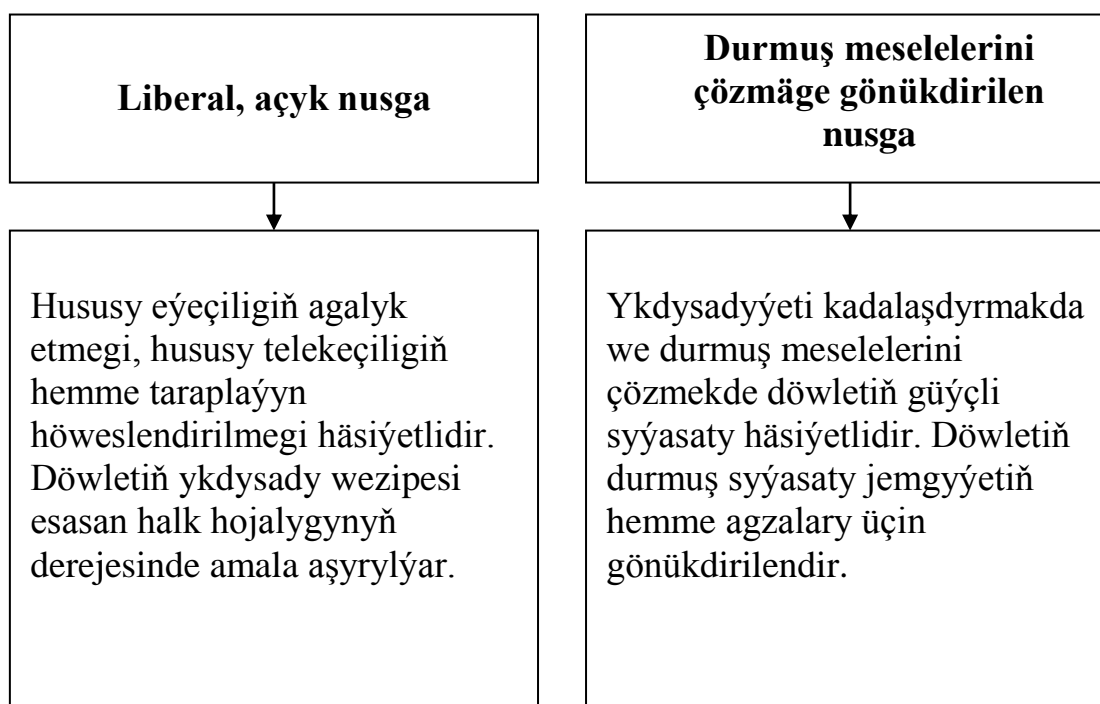 Liberal, açyk nusga
Durmuş meselelerini
çözmäge gönükdirilen
nusga
Hususy eýeçiligiň agalyk
etmegi, hususy telekeçiligiň
hemme taraplaýyn
höweslendirilmegi häsiýetlidir.
Döwletiň ykdysady wezipesi
esasan halk hojalygynyň
derejesinde amala aşyrylýar.
Ykdysadyýeti kadalaşdyrmakda
we durmuş meselelerini
çözmekde döwletiň güýçli
syýasaty häsiýetlidir. Döwletiň
durmuş syýasaty jemgyýetiň
hemme agzalary üçin
gönükdirilendir.